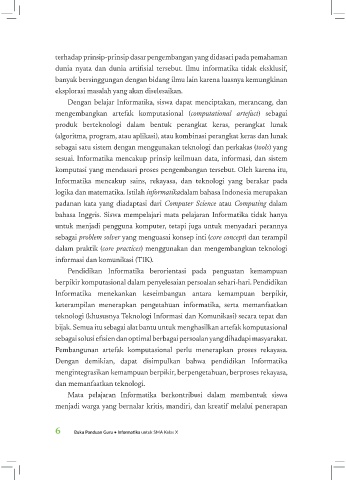 terhadap prinsip-prinsip dasar pengembangan yang didasari pada pemahaman
dunia nyata dan dunia artifisial tersebut. Ilmu informatika tidak eksklusif,
banyak bersinggungan dengan bidang ilmu lain karena luasnya kemungkinan
eksplorasi masalah yang akan diselesaikan.
Dengan belajar Informatika, siswa dapat menciptakan, merancang, dan
mengembangkan artefak komputasional (computational artefact) sebagai
produk berteknologi dalam bentuk perangkat keras, perangkat lunak
(algoritma, program, atau aplikasi), atau kombinasi perangkat keras dan lunak
sebagai satu sistem dengan menggunakan teknologi dan perkakas (tools) yang
sesuai. Informatika mencakup prinsip keilmuan data, informasi, dan sistem
komputasi yang mendasari proses pengembangan tersebut. Oleh karena itu,
Informatika mencakup sains, rekayasa, dan teknologi yang berakar pada
logika dan matematika. Istilah informatikadalam bahasa Indonesia merupakan
padanan kata yang diadaptasi dari Computer Science atau Computing dalam
bahasa Inggris. Siswa mempelajari mata pelajaran Informatika tidak hanya
untuk menjadi pengguna komputer, tetapi juga untuk menyadari perannya
sebagai problem solver yang menguasai konsep inti (core concept) dan terampil
dalam praktik (core practices) menggunakan dan mengembangkan teknologi
informasi dan komunikasi (TIK).
Pendidikan Informatika berorientasi pada penguatan kemampuan
berpikir komputasional dalam penyelesaian persoalan sehari-hari. Pendidikan
Informatika menekankan keseimbangan antara kemampuan berpikir,
keterampilan menerapkan pengetahuan informatika, serta memanfaatkan
teknologi (khususnya Teknologi Informasi dan Komunikasi) secara tepat dan
bijak. Semua itu sebagai alat bantu untuk menghasilkan artefak komputasional
sebagai solusi efisien dan optimal berbagai persoalan yang dihadapi masyarakat.
Pembangunan artefak komputasional perlu menerapkan proses rekayasa.
Dengan demikian, dapat disimpulkan bahwa pendidikan Informatika
mengintegrasikan kemampuan berpikir, berpengetahuan, berproses rekayasa,
dan memanfaatkan teknologi.
Mata pelajaran Informatika berkontribusi dalam membentuk siswa
menjadi warga yang bernalar kritis, mandiri, dan kreatif melalui penerapan
6 Buku Panduan Guru • Informatika untuk SMA Kelas X